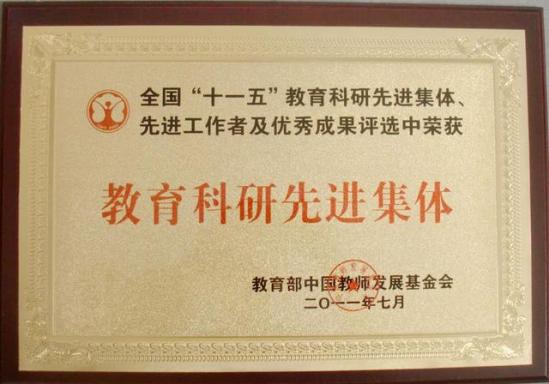 全国“十一五”教育科研先进集体、
先进工作者及优秀成果评选中荣获
教育科研先进集体
教育部中国教师发展基金会
二〇一一年七月